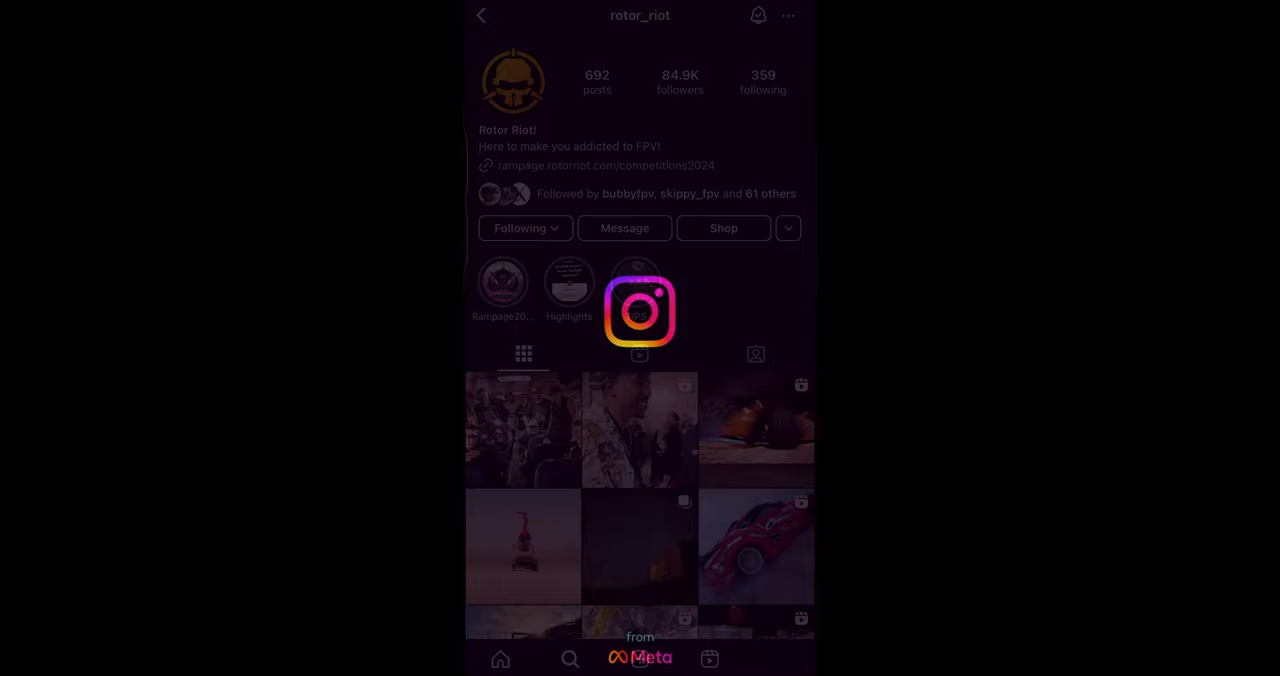 rotor_riot
692 84.9K 359
posts followers following
Rotor Riot!
Here to make you addicted to FPV!
rampage.rotorriot.com/competitions2024
Followed by bubbyfpv, skippy_fpv and 61 others
Following Message Shop
Rampage20... Highlights TIPS
from
Meta